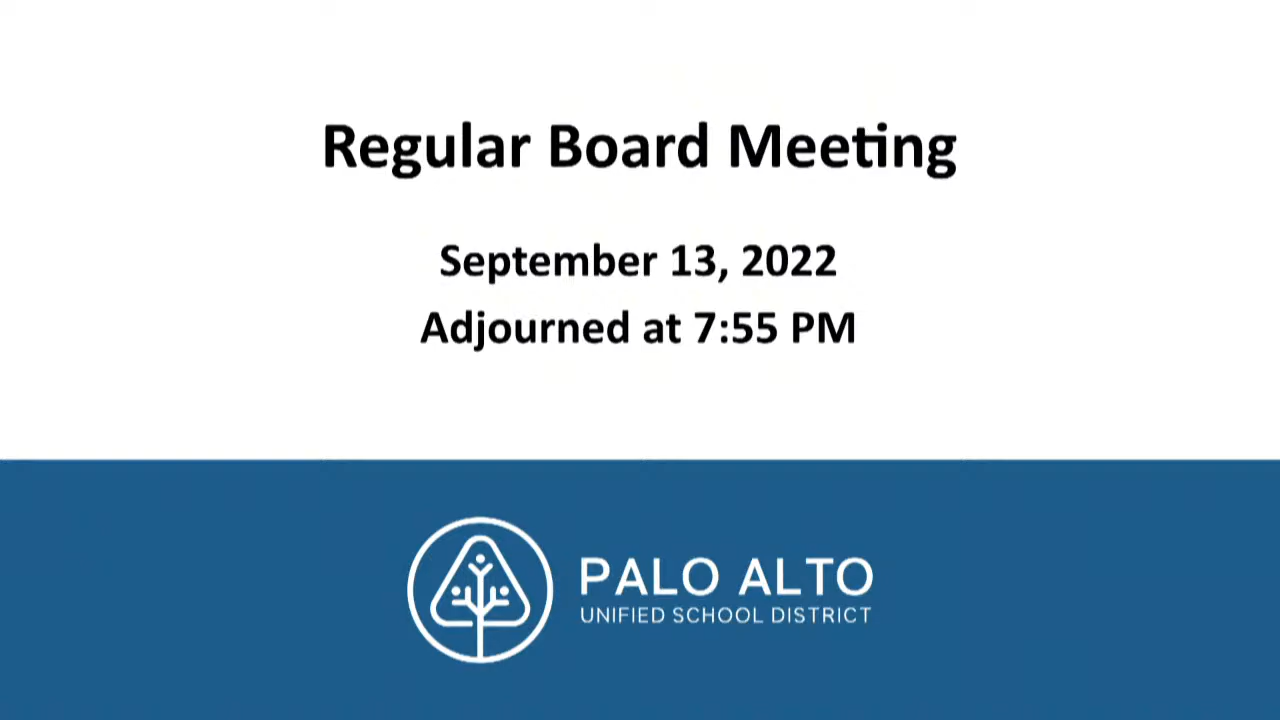 Regular Board Meeting
September 13, 2022
Adjourned at 7:55 PM
PALO ALTO
UNIFIED SCHOOL DISTRICT